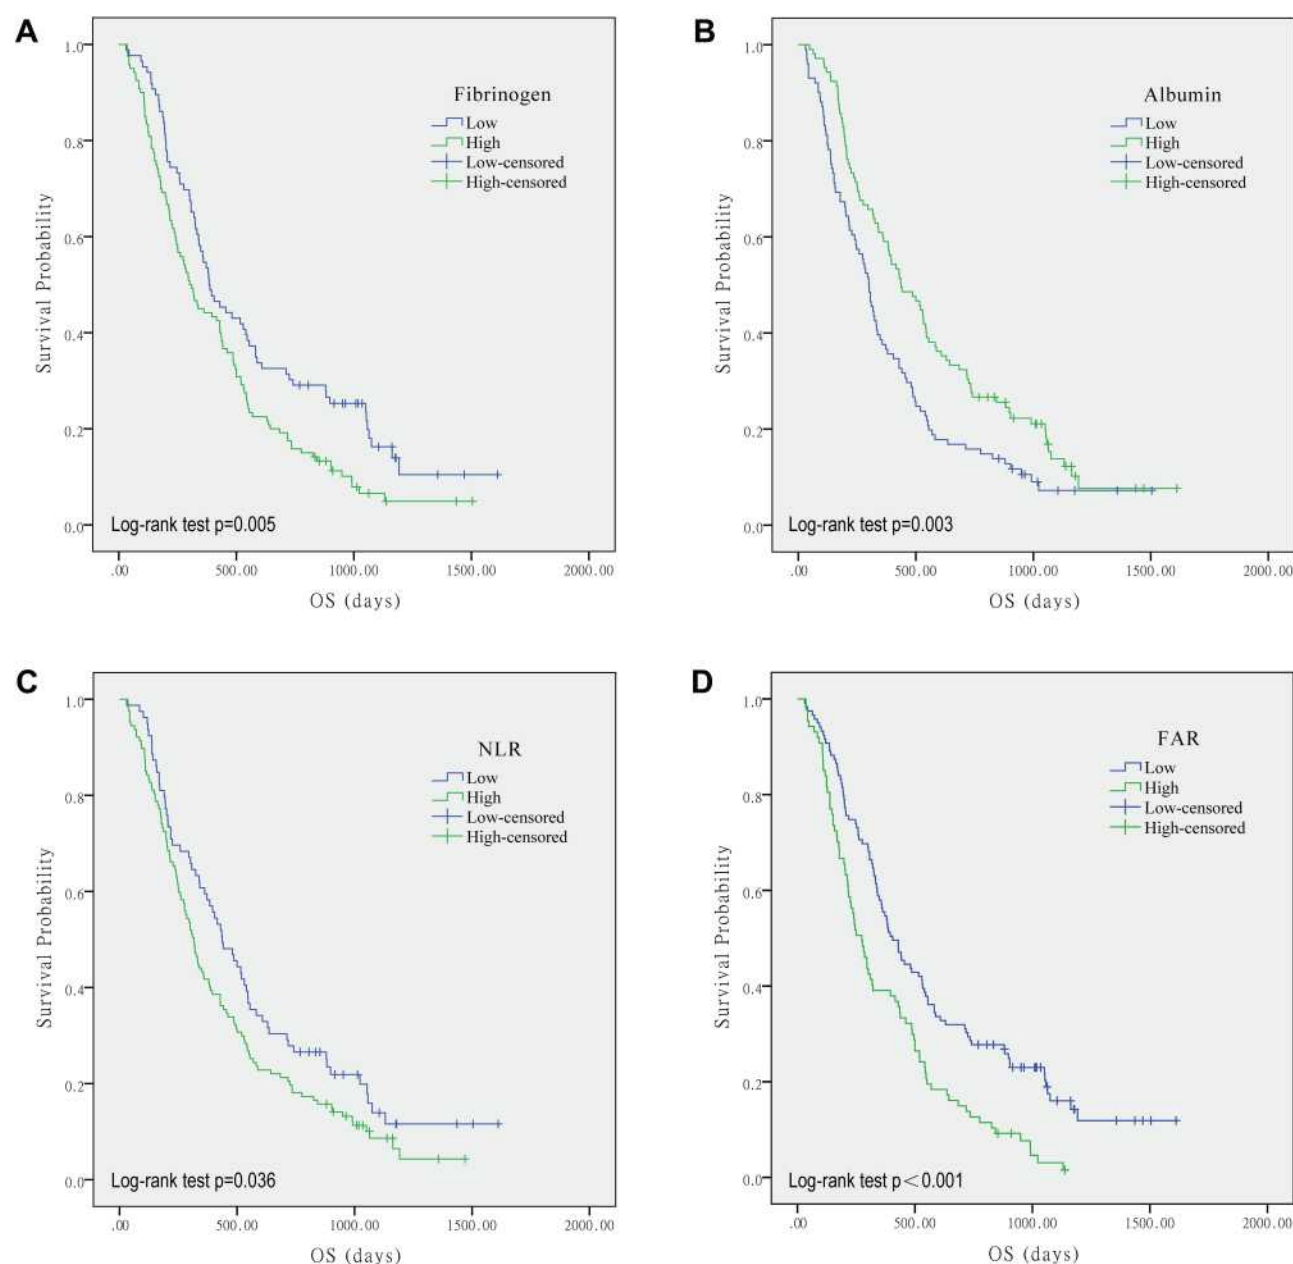 A
Fibrinogen
Low
High
Low-censored
High-censored
Survival Probability
1.0
0.8
0.6
0.4
0.2
0.0
Log-rank test p=0.005
.00 500.00 1000.00 1500.00 2000.00
OS (days)
B
Albumin
Low
High
Low-censored
High-censored
Survival Probability
1.0
0.8
0.6
0.4
0.2
0.0
Log-rank test p=0.003
.00 500.00 1000.00 1500.00 2000.00
OS (days)
C
NLR
Low
High
Low-censored
High-censored
Survival Probability
1.0
0.8
0.6
0.4
0.2
0.0
Log-rank test p=0.036
.00 500.00 1000.00 1500.00 2000.00
OS (days)
D
FAR
Low
High
Low-censored
High-censored
Survival Probability
1.0
0.8
0.6
0.4
0.2
0.0
Log-rank test p<0.001
.00 500.00 1000.00 1500.00 2000.00
OS (days)